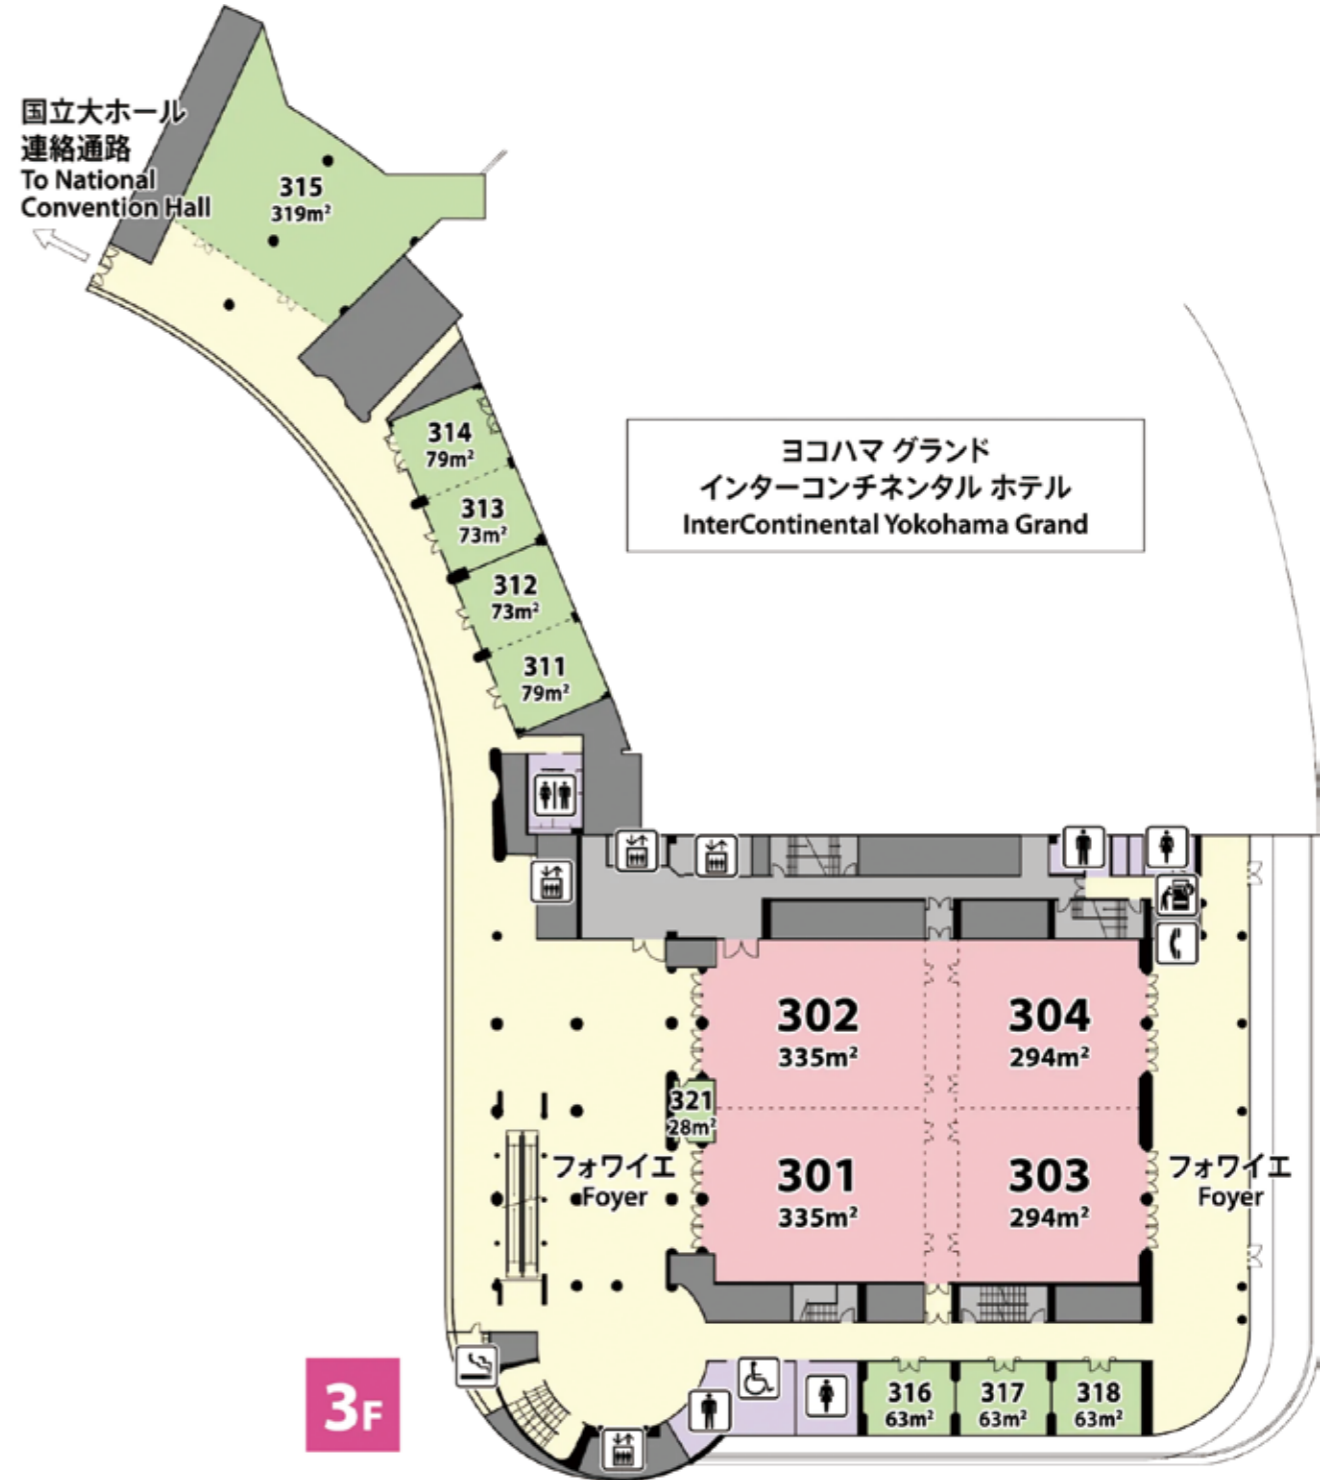 国立大ホール
連絡通路
To National
Convention Hall
315
319m²
314
79m²
313
73m²
312
73m²
311
79m²
ヨコハマ グランド
インターコンチネンタル ホテル
InterContinental Yokohama Grand
302
335m²
304
294m²
321
28m²
301
335m²
303
294m²
フォワイエ
Foyer
フォワイエ
Foyer
316
63m²
317
63m²
318
63m²
3F